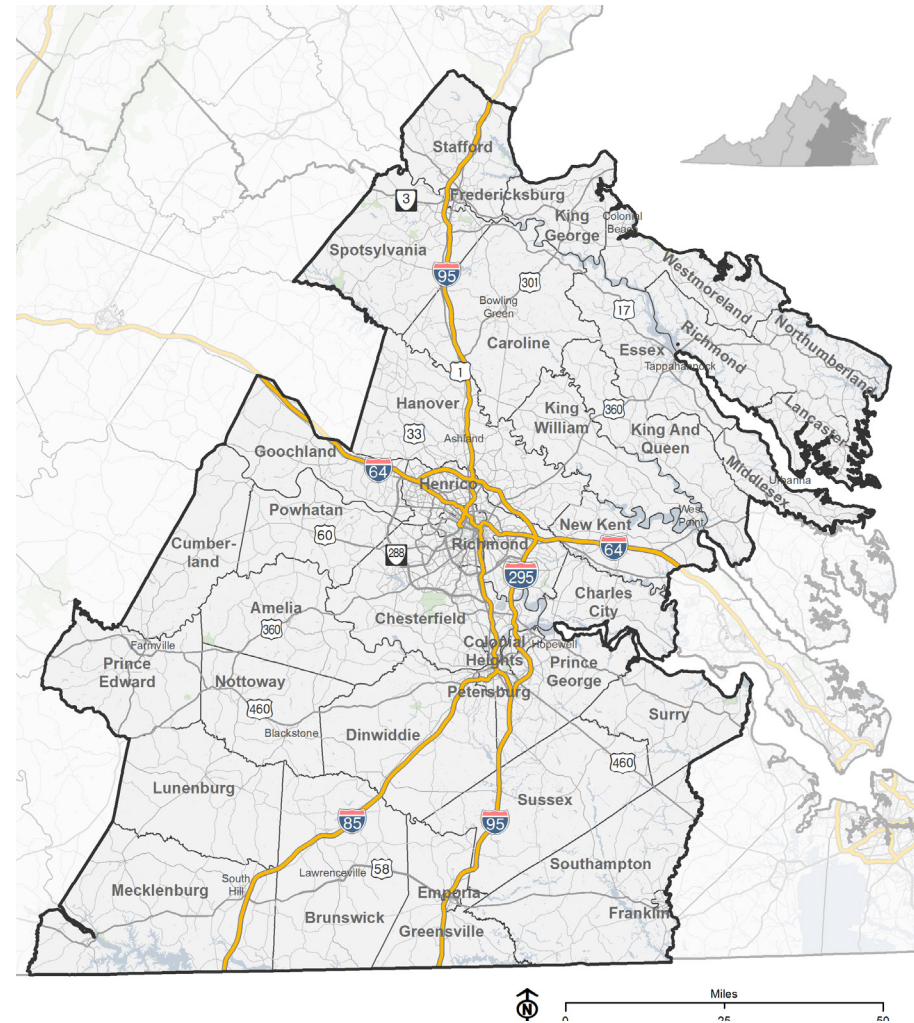 Stafford
Fredericksburg
3
King
George
Colonial
Beach
Spotsylvania
95
301
Westmoreland
Bowling
Green
17
Northumberland
Richmond
Caroline
Essex
Tappahannock
1
Hanover
King
William
360
Lancaster
33
Ashland
King And
Queen
Goochland
64
Middlesex
Urbanna
Henrico
Powhatan
West
Point
New Kent
60
Richmond
Cumber-
land
288
64
295
Charles
City
Amelia
360
Chesterfield
Farmville
Colonial
Heights
Hopewell
Prince
Edward
Prince
George
Nottoway
Petersburg
460
Surry
Blackstone
Dinwiddie
460
Lunenburg
Sussex
85
95
Southampton
58
Lawrenceville
South
Hill
Mecklenburg
Emporia
Brunswick
Franklin
Greensville
N
Miles
0
25
50